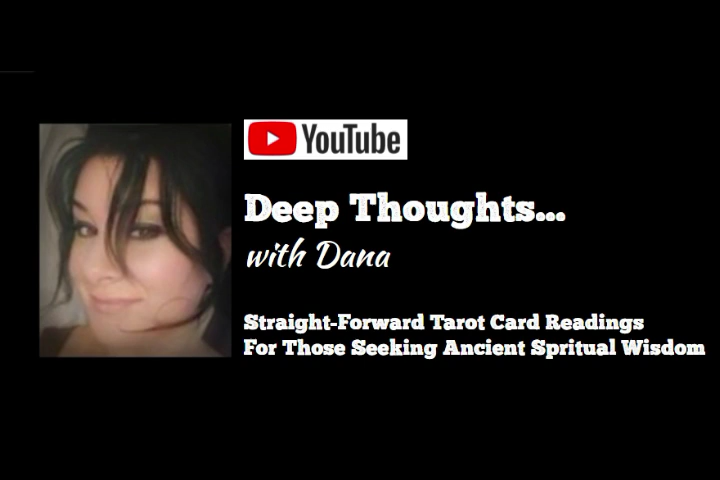 YouTube
Deep Thoughts...
with Dana
Straight-Forward Tarot Card Readings
For Those Seeking Ancient Spritual Wisdom